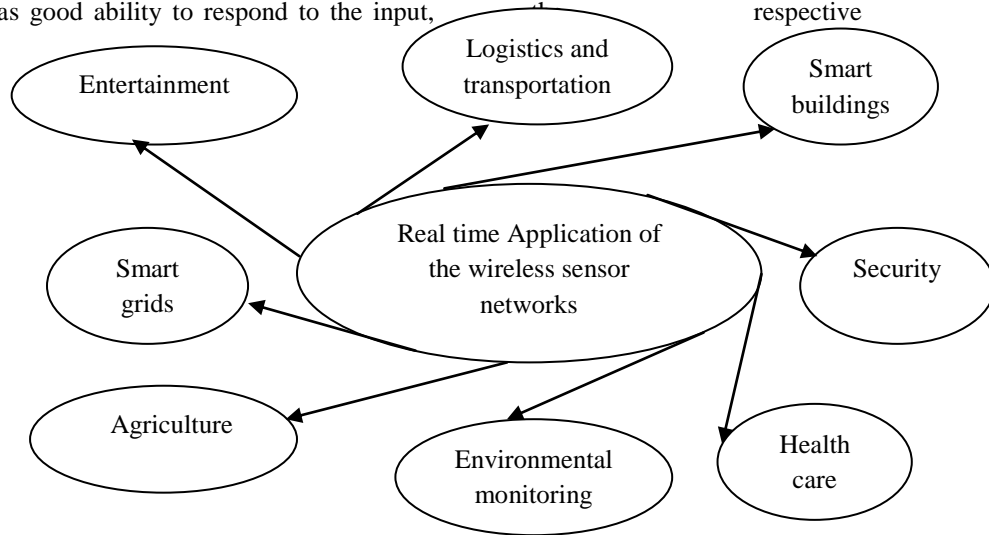 as good ability to respond to the input, respective
Entertainment
Logistics and
transportation
Smart
buildings
Real time Application of
the wireless sensor
networks
Smart
grids
Security
Agriculture
Environmental
monitoring
Health
care